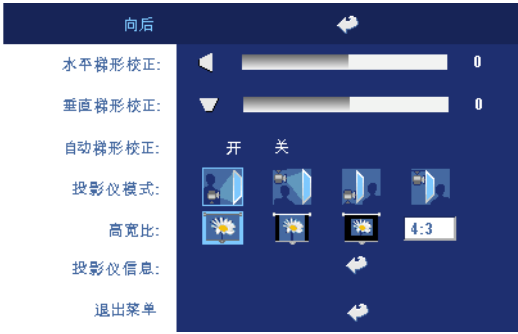 向后
水平梯形校正: 0
垂直梯形校正: 0
自动梯形校正: 开 关
投影仪模式:
高宽比: 4:3
投影仪信息:
退出菜单